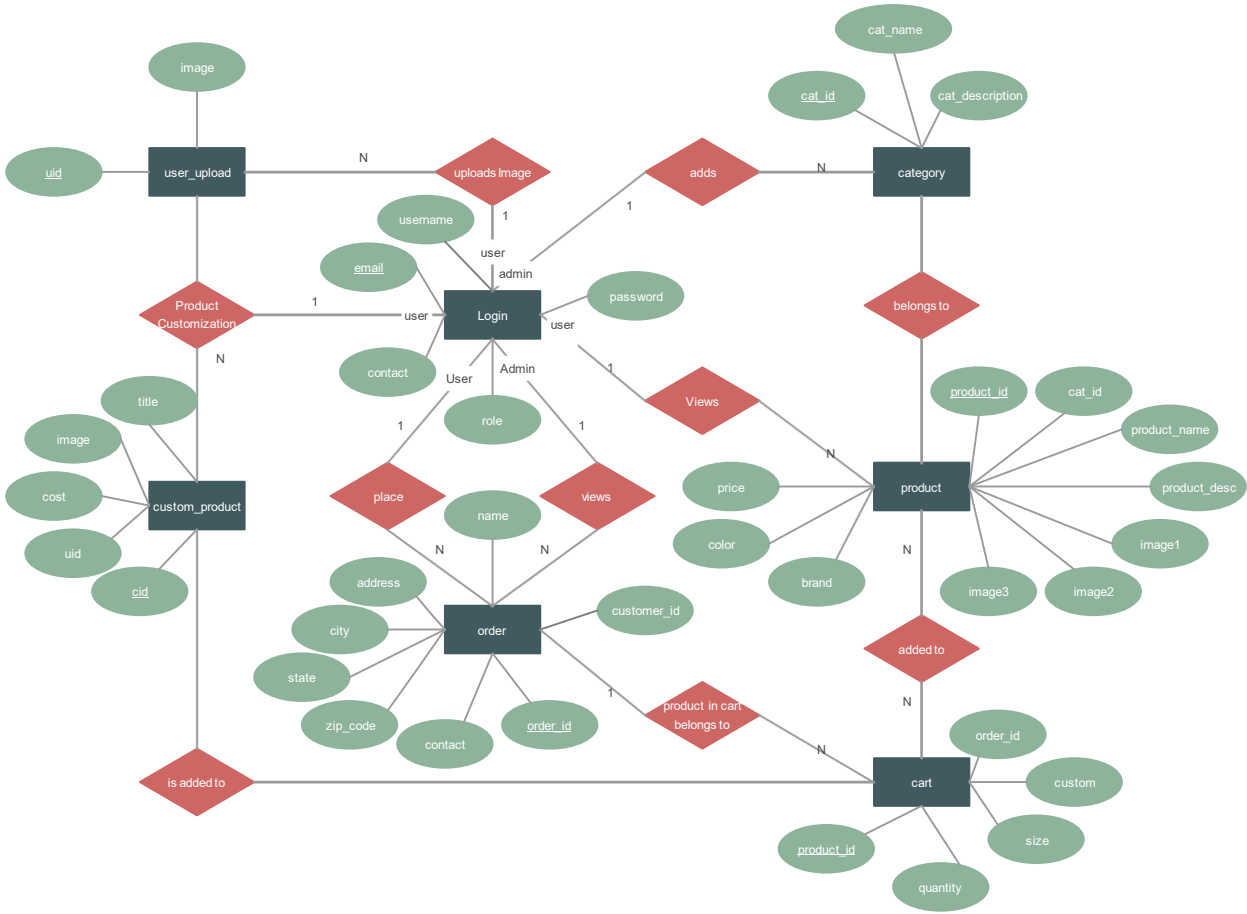 cat_name
image
cat_id
cat_description
N
uid
user_upload
uploads Image
adds
N
category
username
1
1
user
email
admin
password
Product
Customization
1
user
Login
user
belongs to
N
contact
User
Admin
1
title
role
Views
product_id
cat_id
image
1
1
product_name
N
cost
custom_product
place
name
views
price
product
product_desc
uid
N
N
color
N
image1
cid
address
brand
image3
image2
customer_id
city
order
added to
state
1
N
zip_code
contact
order_id
product in cart
belongs to
order_id
N
is added to
cart
custom
product_id
size
quantity